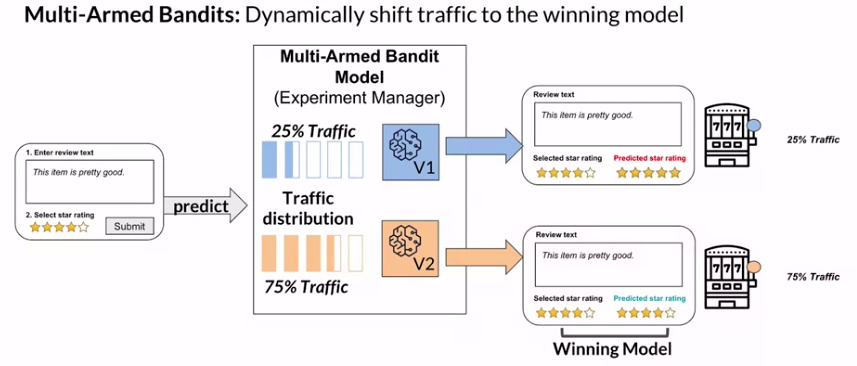 Multi-Armed Bandits: Dynamically shift traffic to the winning model
Multi-Armed Bandit
Model
(Experiment Manager)
1. Enter review text
This item is pretty good.
2. Select star rating
Submit
predict
25% Traffic
V1
Traffic
distribution
V2
75% Traffic
Review text
This item is pretty good.
Selected star rating
Predicted star rating
777
25% Traffic
Review text
This item is pretty good.
Selected star rating
Predicted star rating
777
75% Traffic
Winning Model